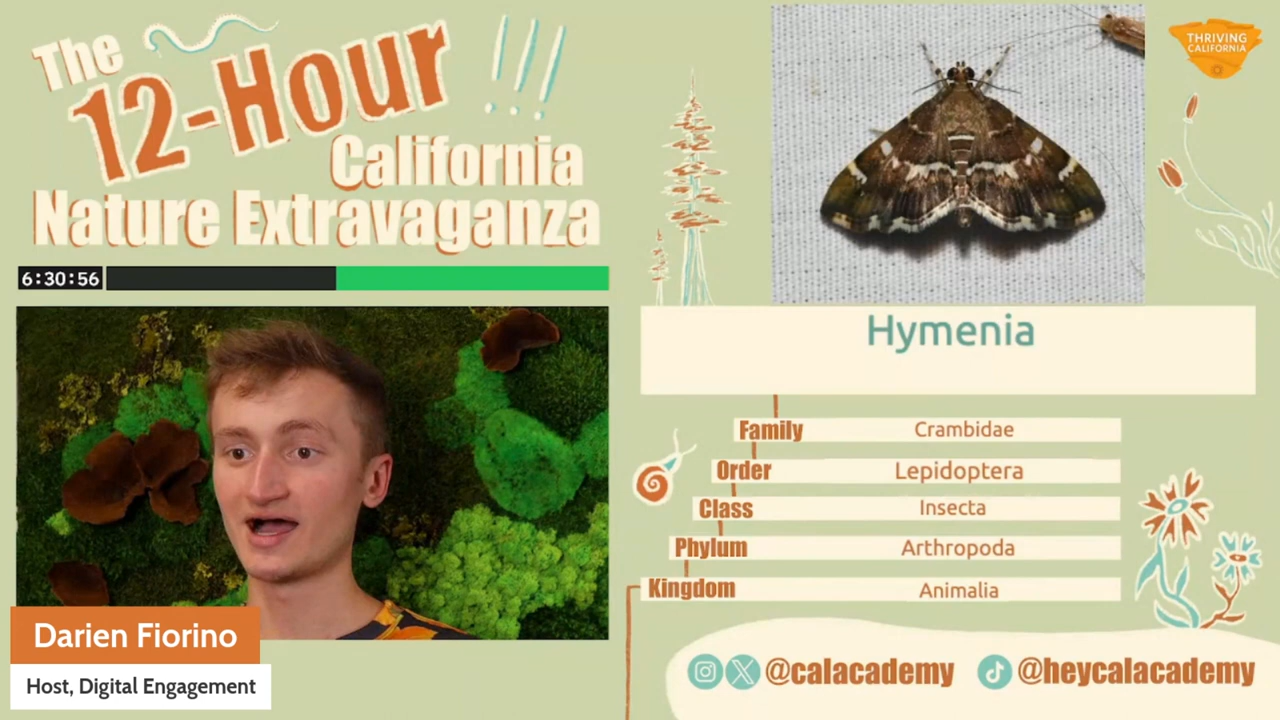 The
12-Hour
!!!
California
Nature Extravaganza
6:30:56
THRIVING
CALIFORNIA
Hymenia
Family Crambidae
Order Lepidoptera
Class Insecta
Phylum Arthropoda
Kingdom Animalia
Darien Fiorino
Host, Digital Engagement
@calacademy @heycalacademy